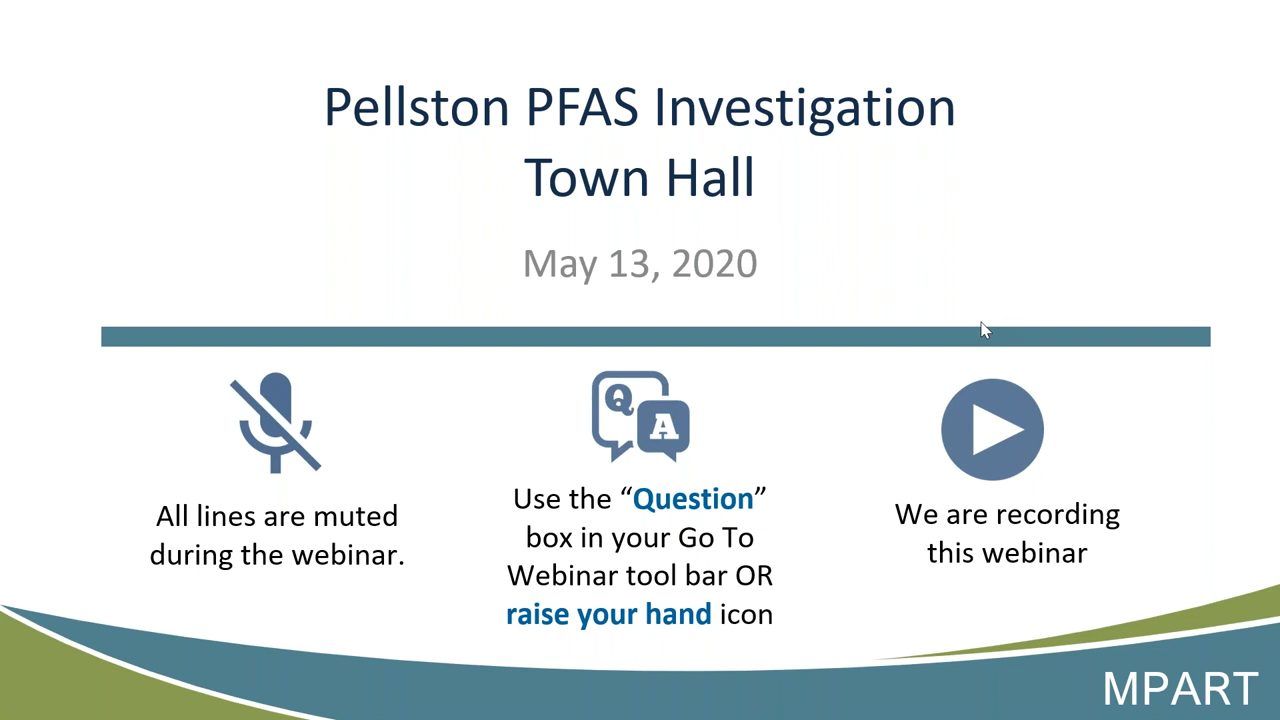 Pellston PFAS Investigation
Town Hall
May 13, 2020
All lines are muted
during the webinar.
Q
A
Use the “Question”
box in your Go To
Webinar tool bar OR
raise your hand icon
We are recording
this webinar
MPART